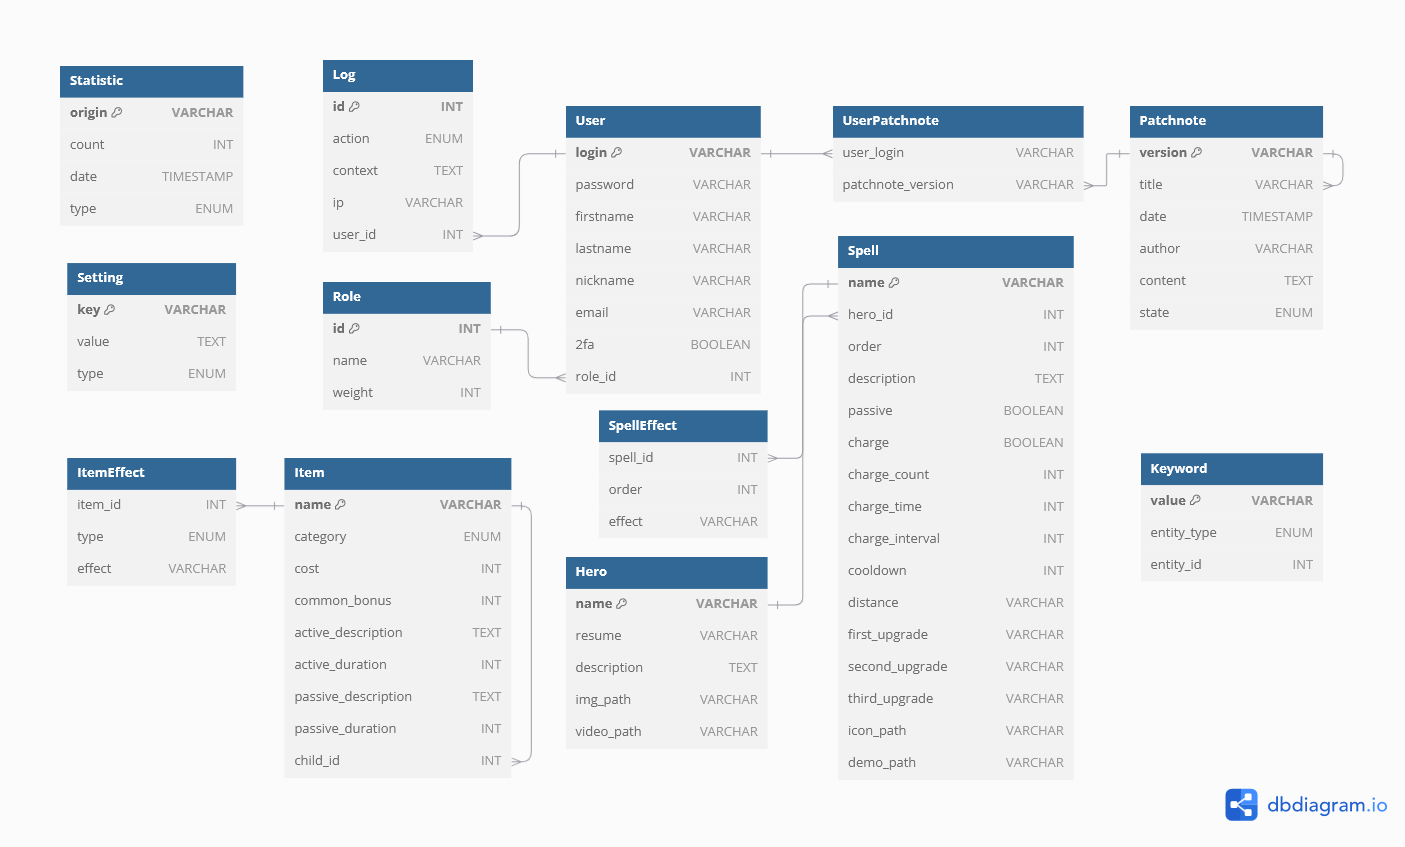 Statistic
origin VARCHAR
count INT
date TIMESTAMP
type ENUM
Setting
key VARCHAR
value TEXT
type ENUM
Log
id INT
action ENUM
context TEXT
ip VARCHAR
user_id INT
Role
id INT
name VARCHAR
weight INT
User
login VARCHAR
password VARCHAR
firstname VARCHAR
lastname VARCHAR
nickname VARCHAR
email VARCHAR
2fa BOOLEAN
role_id INT
UserPatchnote
user_login VARCHAR
patchnote_version VARCHAR
Patchnote
version VARCHAR
title VARCHAR
date TIMESTAMP
author VARCHAR
content TEXT
state ENUM
ItemEffect
item_id INT
type ENUM
effect VARCHAR
Item
name VARCHAR
category ENUM
cost INT
common_bonus INT
active_description TEXT
active_duration INT
passive_description TEXT
passive_duration INT
child_id INT
SpellEffect
spell_id INT
order INT
effect VARCHAR
Hero
name VARCHAR
resume VARCHAR
description TEXT
img_path VARCHAR
video_path VARCHAR
Spell
name VARCHAR
hero_id INT
order INT
description TEXT
passive BOOLEAN
charge BOOLEAN
charge_count INT
charge_time INT
charge_interval INT
cooldown INT
distance VARCHAR
first_upgrade VARCHAR
second_upgrade VARCHAR
third_upgrade VARCHAR
icon_path VARCHAR
demo_path VARCHAR
Keyword
value VARCHAR
entity_type ENUM
entity_id INT
dbdiagram.io